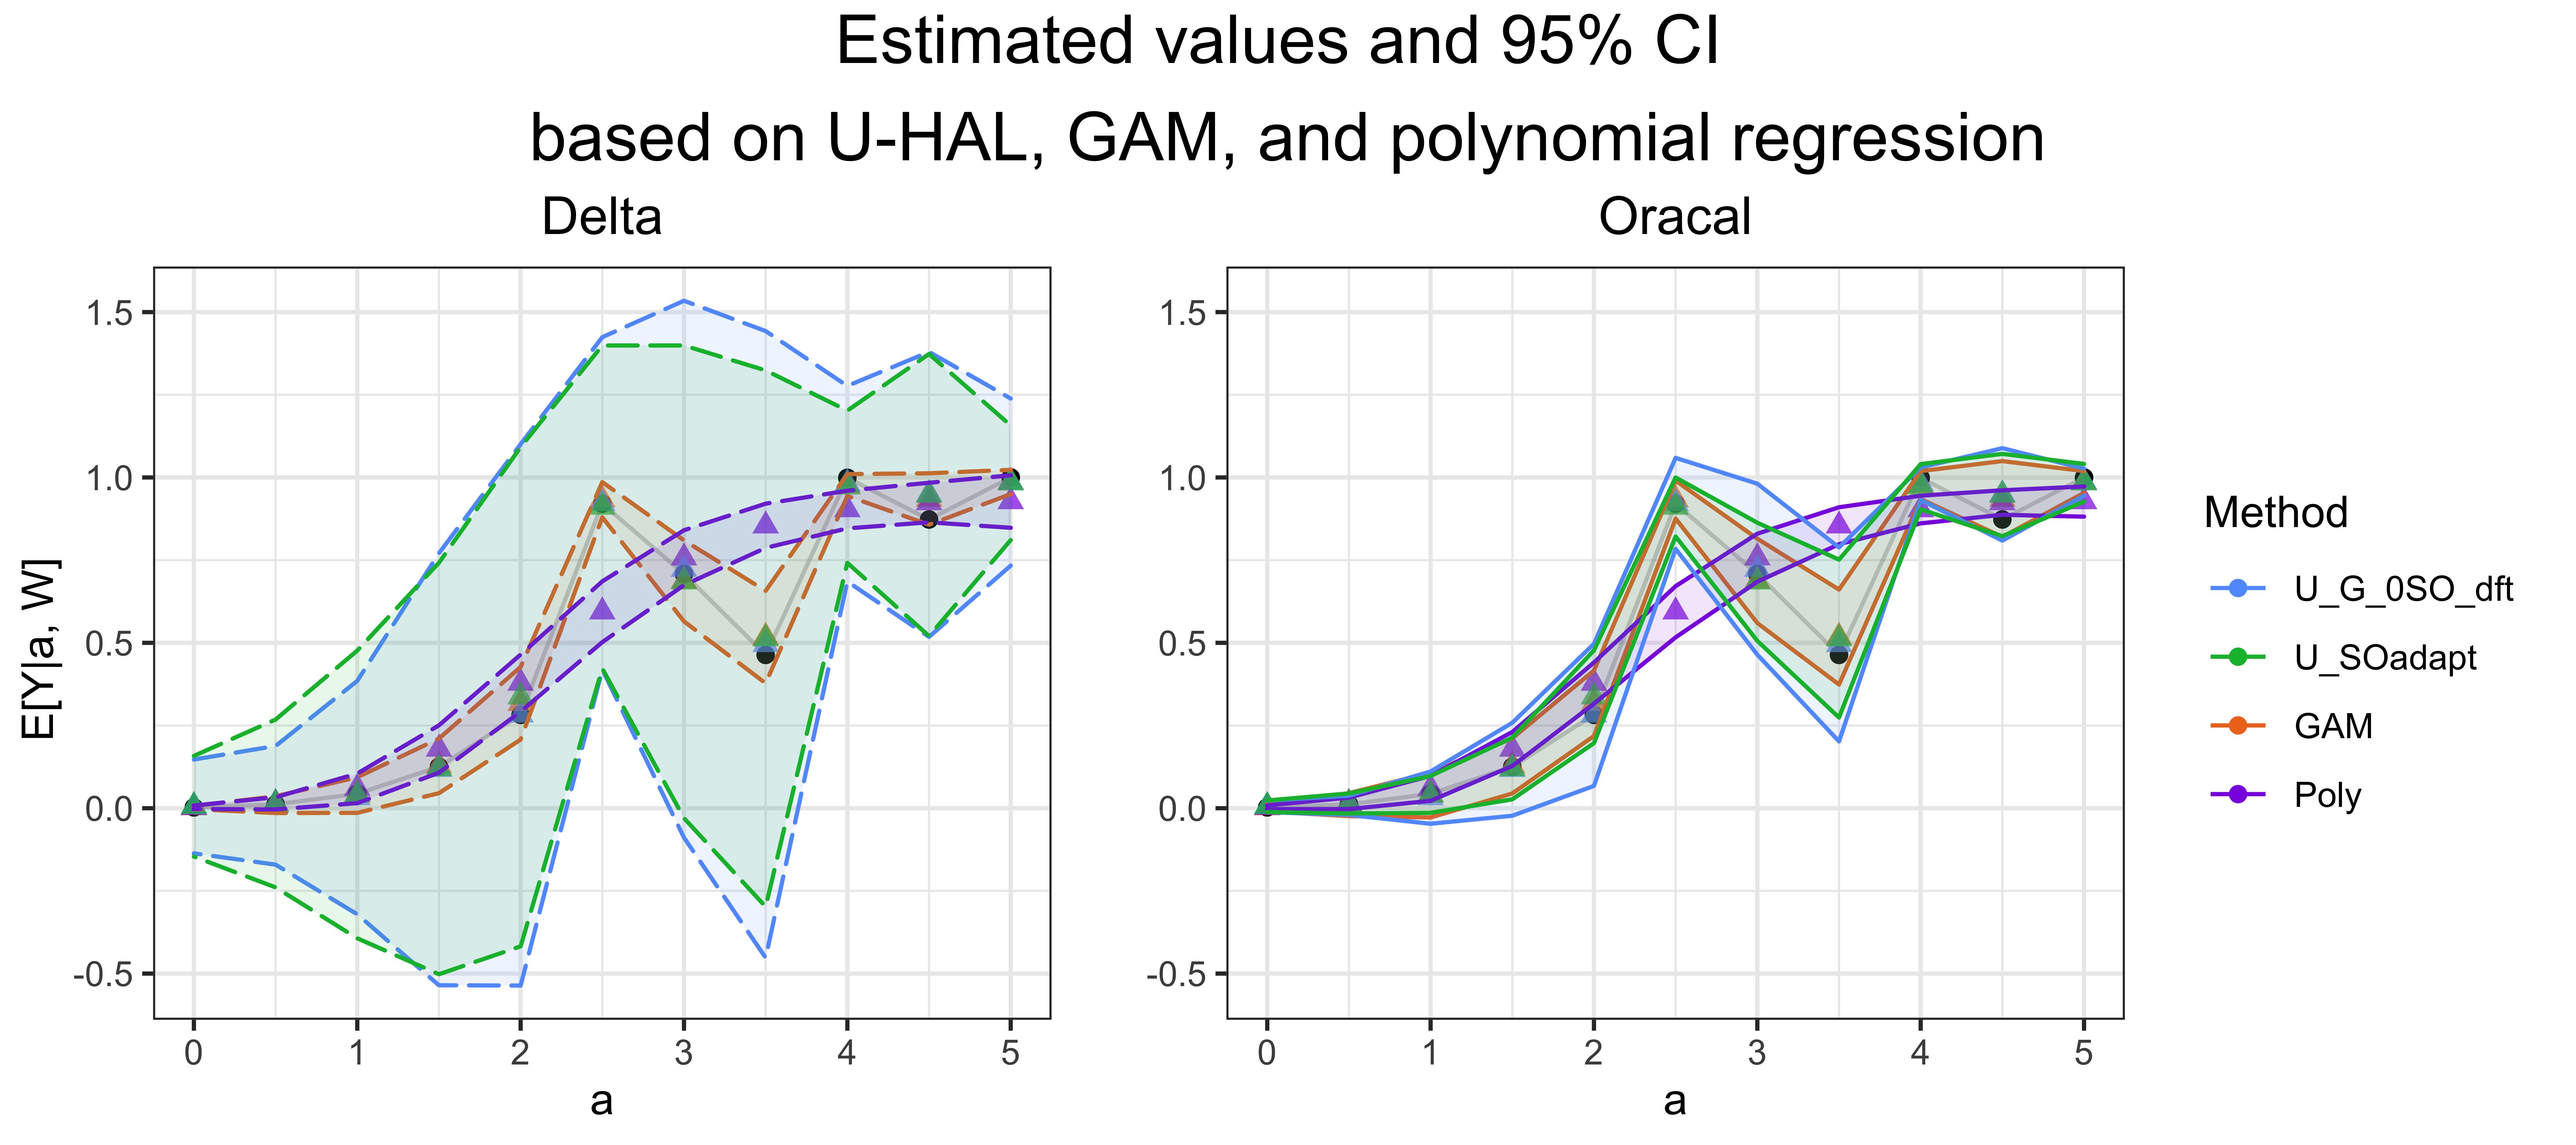 Estimated values and 95% CI
based on U-HAL, GAM, and polynomial regression
Delta
Oracal
E[Y|a, W]
1.5
1.0
0.5
0.0
-0.5
0 1 2 3 4 5
a
1.5
1.0
0.5
0.0
-0.5
0 1 2 3 4 5
a
Method
U_G_0SO_dft
U_SOadapt
GAM
Poly